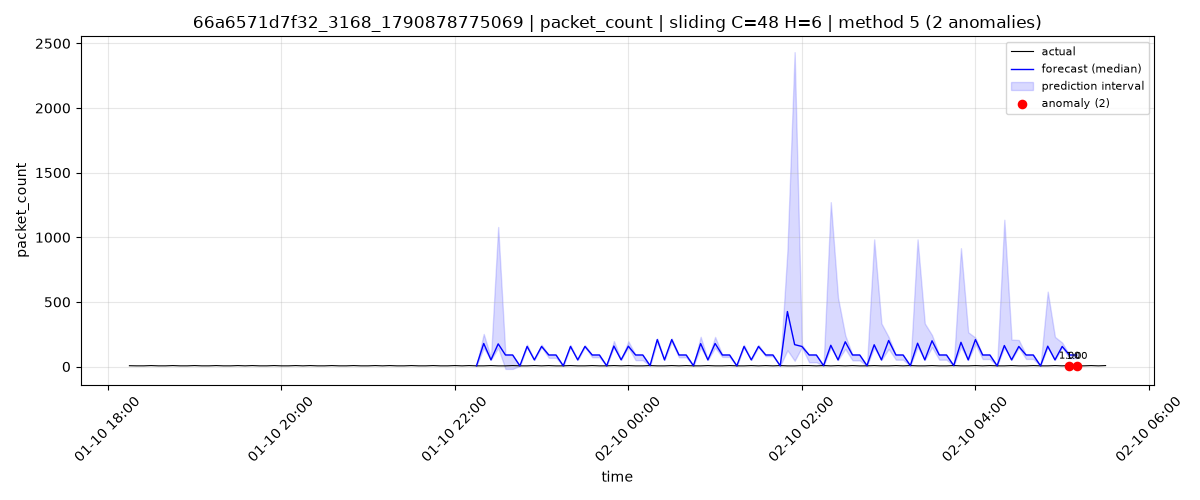 66a6571d7f32_3168_1790878775069 | packet_count | sliding C=48 H=6 | method 5 (2 anomalies)
packet_count
2500
2000
1500
1000
500
0
actual
forecast (median)
prediction interval
anomaly (2)
01-10 18:00
01-10 20:00
01-10 22:00
02-10 00:00
02-10 02:00
02-10 04:00
02-10 06:00
time